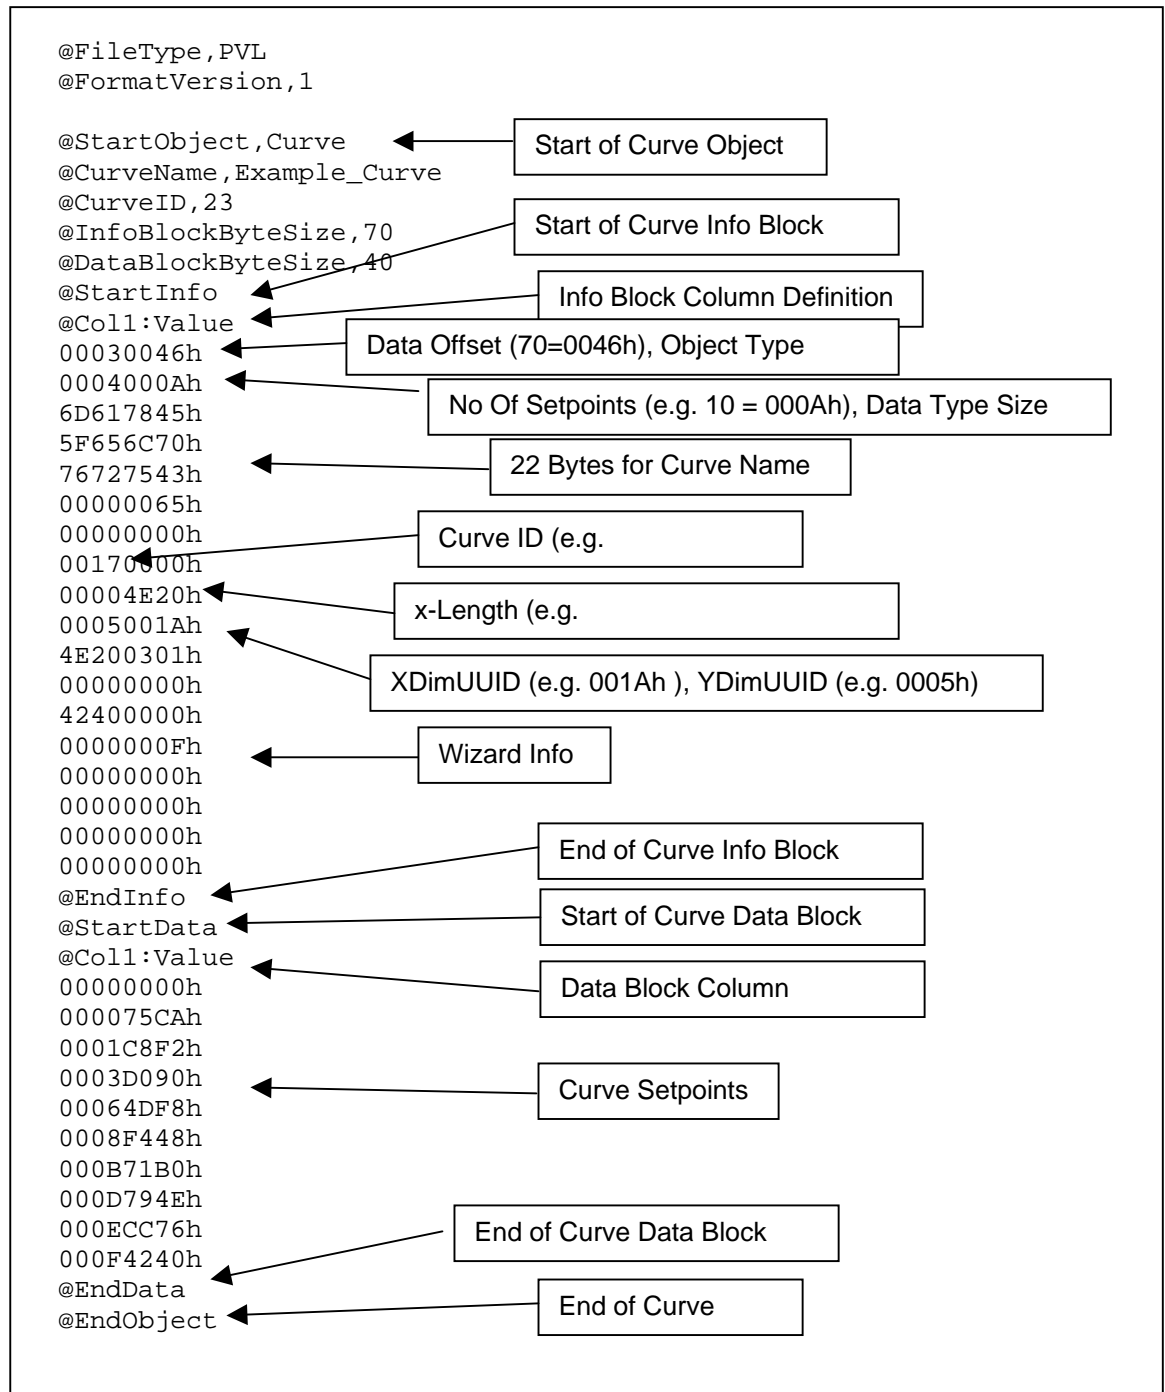 @FileType,PVL
@FormatVersion,1
@StartObject,Curve
Start of Curve Object
@CurveName,Example_Curve
@CurveID,23
@InfoBlockByteSize,70
Start of Curve Info Block
@DataBlockByteSize,40
@StartInfo
Info Block Column Definition
@Col1:Value
00030046h
Data Offset (70=0046h), Object Type
0004000Ah
No Of Setpoints (e.g. 10 = 000Ah), Data Type Size
6D617845h
5F656C70h
76727543h
22 Bytes for Curve Name
00000065h
00000000h
Curve ID (e.g.
00170000h
00004E20h
x-Length (e.g.
0005001Ah
4E200301h
00000000h
XDimUUID (e.g. 001Ah ), YDimUUID (e.g. 0005h)
42400000h
0000000Fh
Wizard Info
00000000h
00000000h
00000000h
00000000h
End of Curve Info Block
@EndInfo
@StartData
Start of Curve Data Block
@Col1:Value
00000000h
Data Block Column
000075CAh
0001C8F2h
0003D090h
Curve Setpoints
00064DF8h
0008F448h
000B71B0h
000D794Eh
000ECC76h
End of Curve Data Block
000F4240h
@EndData
@EndObject
End of Curve